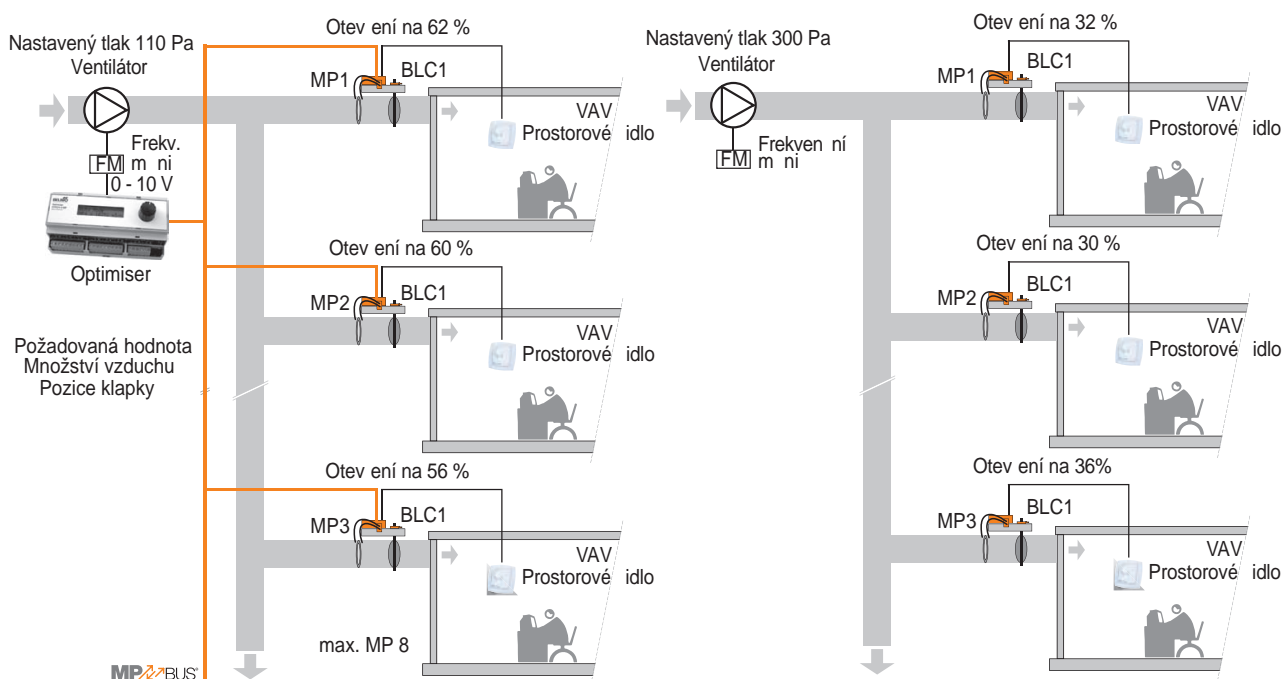 Nastavený tlak 110 Pa
Ventilátor
Otev ení na 62 %
MP1
BLC1
VAV
Prostorové idlo
Frekv.
FM m ni
0 - 10 V
Optimiser
Otev ení na 60 %
MP2
BLC1
VAV
Prostorové idlo
Požadovaná hodnota
Množství vzduchu
Pozice klapky
Otev ení na 56 %
MP3
BLC1
VAV
Prostorové idlo
max. MP 8
MP BUS®
Nastavený tlak 300 Pa
Ventilátor
Otev ení na 32 %
MP1
BLC1
VAV
Prostorové idlo
Frekven ní
FM m ni
Otev ení na 30 %
MP2
BLC1
VAV
Prostorové idlo
Otev ení na 36%
MP3
BLC1
VAV
Prostorové idlo